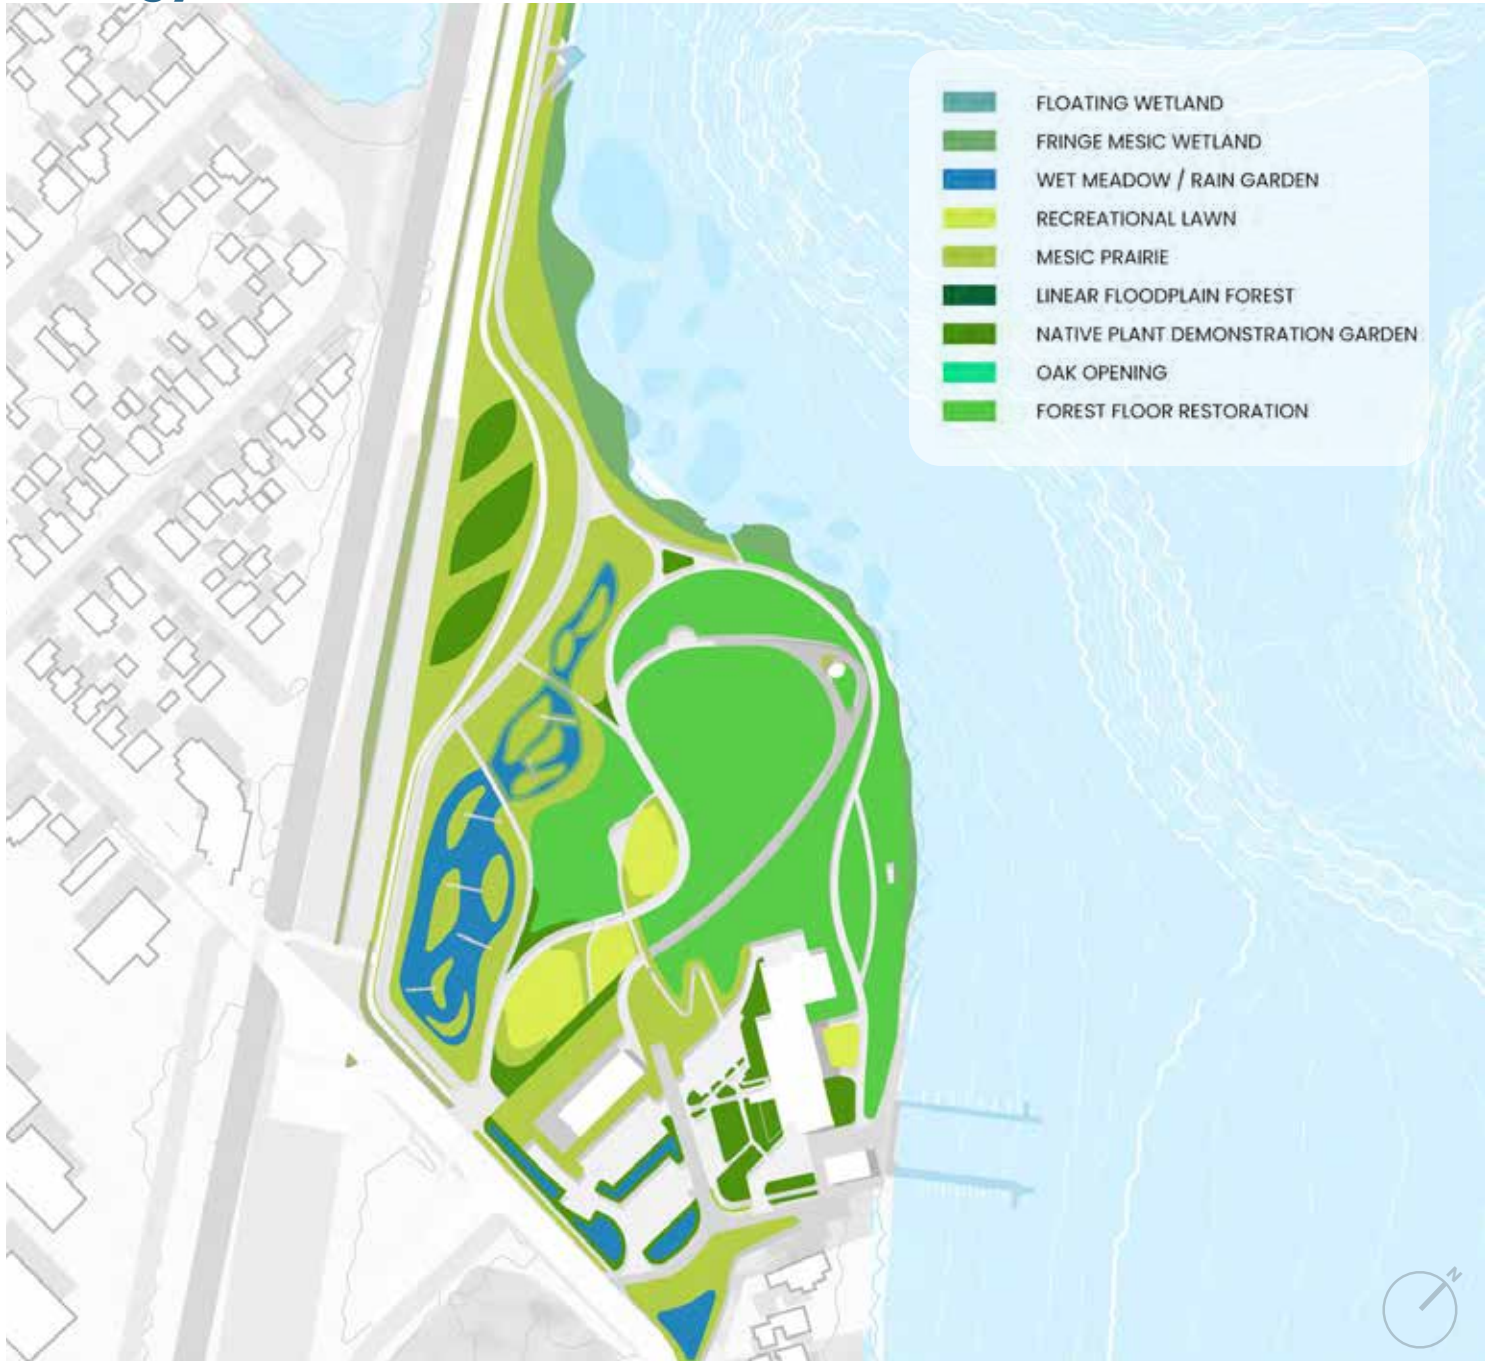 FLOATING WETLAND
FRINGE MESIC WETLAND
WET MEADOW / RAIN GARDEN
RECREATIONAL LAWN
MESIC PRAIRIE
LINEAR FLOODPLAIN FOREST
NATIVE PLANT DEMONSTRATION GARDEN
OAK OPENING
FOREST FLOOR RESTORATION
N